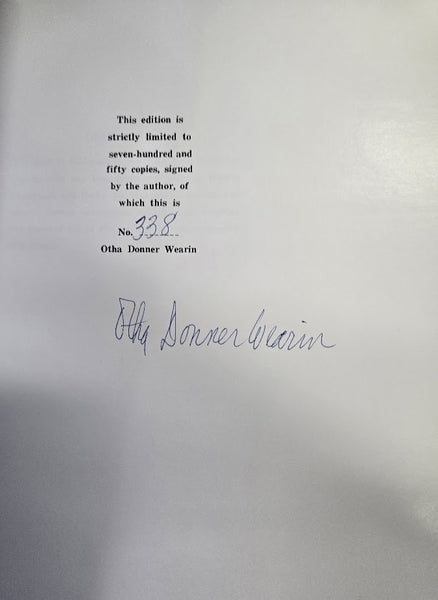 This edition is
strictly limited to
seven-hundred and
fifty copies, signed
by the author, of
which this is
No. 338
Otha Donner Wearin
Otha Donner Wearin